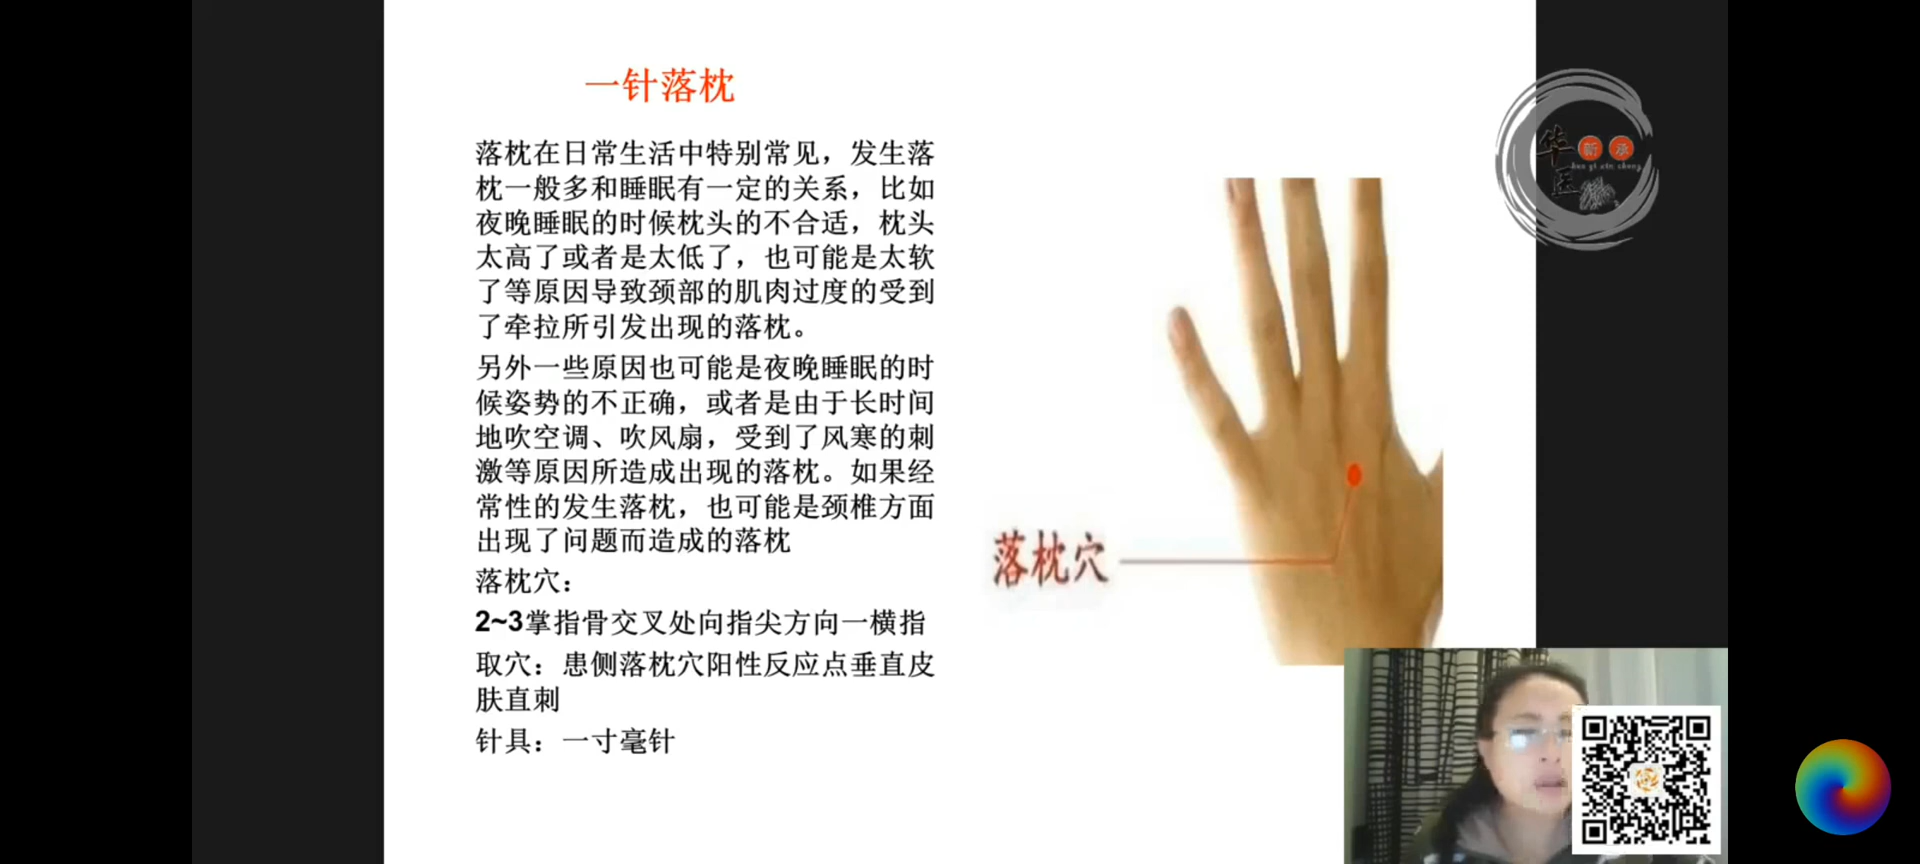 一针落枕
落枕在日常生活中特别常见，发生落
枕一般多和睡眠有一定的关系，比如
夜晚睡眠的时候枕头的不合适，枕头
太高了或者是太低了，也可能是太软
了等原因导致颈部的肌肉过度的受到
了牵拉所引发出现的落枕。
另外一些原因也可能是夜晚睡眠的时
候姿势的不正确，或者是由于长时间
地吹空调、吹风扇，受到了风寒的刺
激等原因所造成出现的落枕。如果经
常性的发生落枕，也可能是颈椎方面
出现了问题而造成的落枕
落枕穴：
2~3掌指骨交叉处向指尖方向一横指
取穴：患侧落枕穴阳性反应点垂直皮
肤直刺
针具：一寸毫针
落枕穴
华医
新承